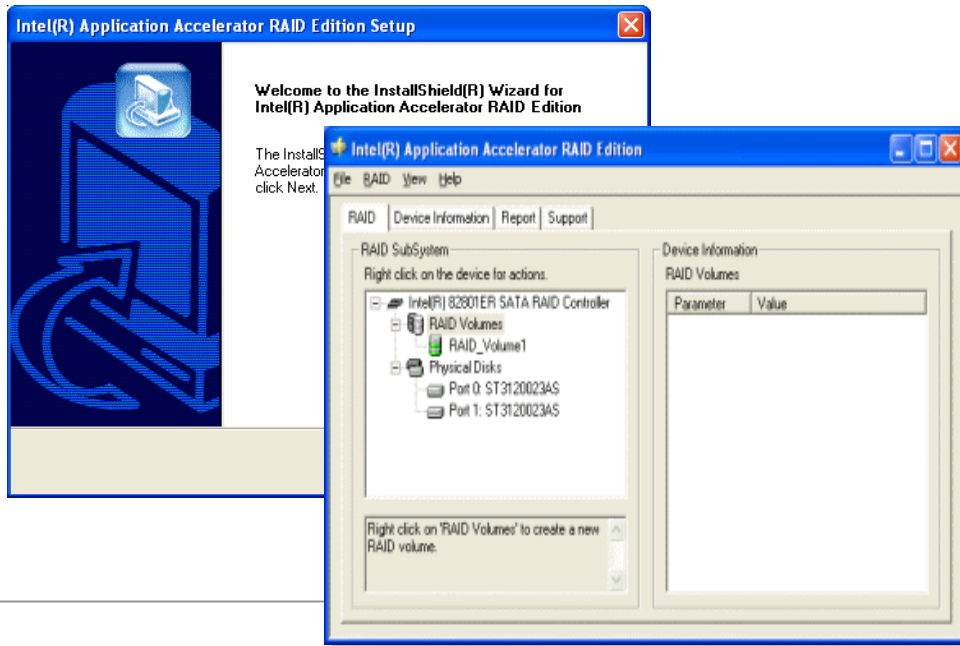 Intel(R) Application Accelerator RAID Edition Setup
Welcome to the InstallShield(R) Wizard for
Intel(R) Application Accelerator RAID Edition
The InstallS
Accelerator
click Next.
Intel(R) Application Accelerator RAID Edition
File RAID View Help
RAID Device Information Report Support
RAID SubSystem
Right click on the device for actions.
Intel(R) 82801ER SATA RAID Controller
RAID Volumes
RAID_Volume1
Physical Disks
Port 0: ST3120023AS
Port 1: ST3120023AS
Right click on 'RAID Volumes' to create a new
RAID volume.
Device Information
RAID Volumes
Parameter Value